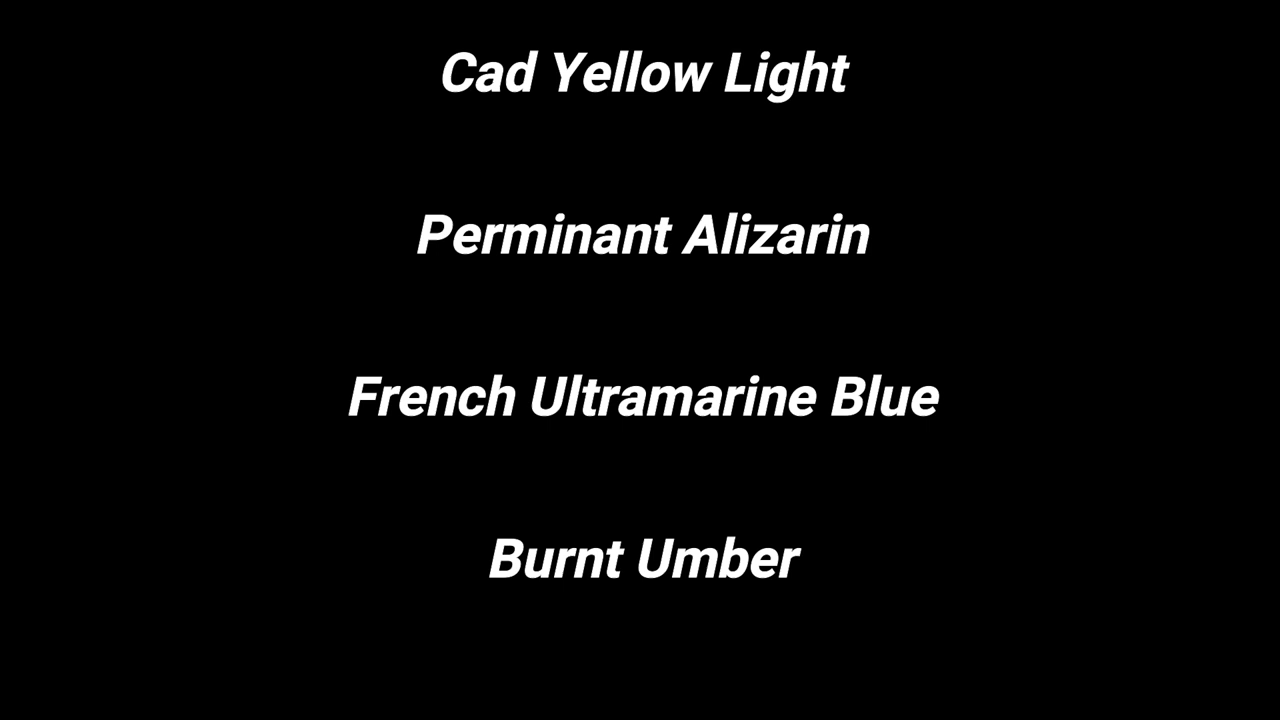 Cad Yellow Light
Perminant Alizarin
French Ultramarine Blue
Burnt Umber